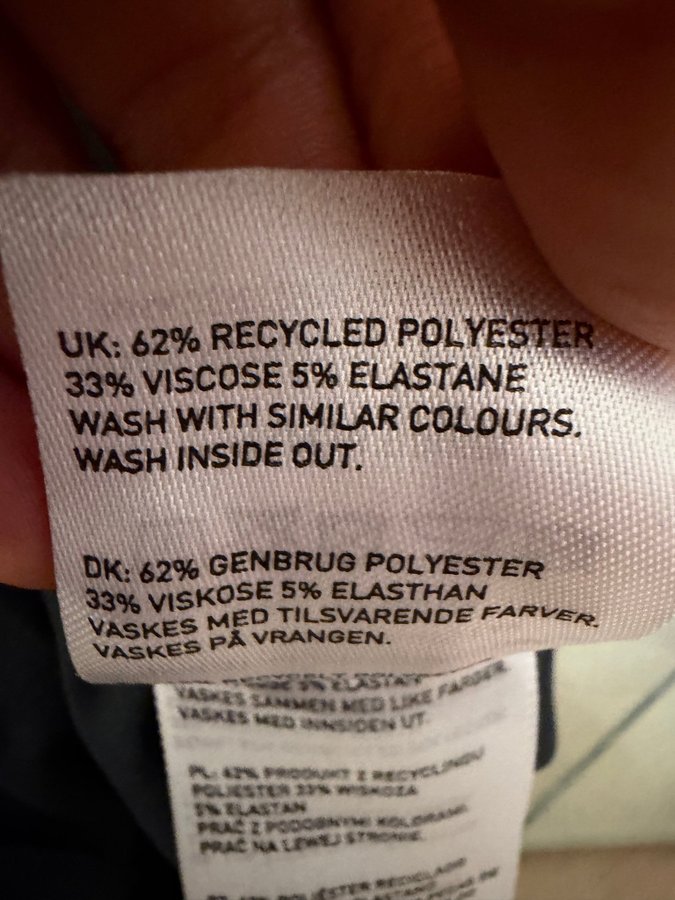 UK: 62% RECYCLED POLYESTER
33% VISCOSE 5% ELASTANE
WASH WITH SIMILAR COLOURS.
WASH INSIDE OUT.
DK: 62% GENBRUG POLYESTER
33% VISKOSE 5% ELASTHAN
VASKES MED TILSVARENDE FARVER.
VASKES PÅ VRANGEN.
VASKES SAMMEN MED LIKE FARGER.
VASKES MED INNSIDEN UT.
PL: 62% PRODUKT Z RECYCLINGU
POLIESTER 33% WISKOZA
5% ELASTAN
PRAĆ Z PODOBNYMI KOLORAMI.
PRAĆ NA LEWEJ STRONIE.